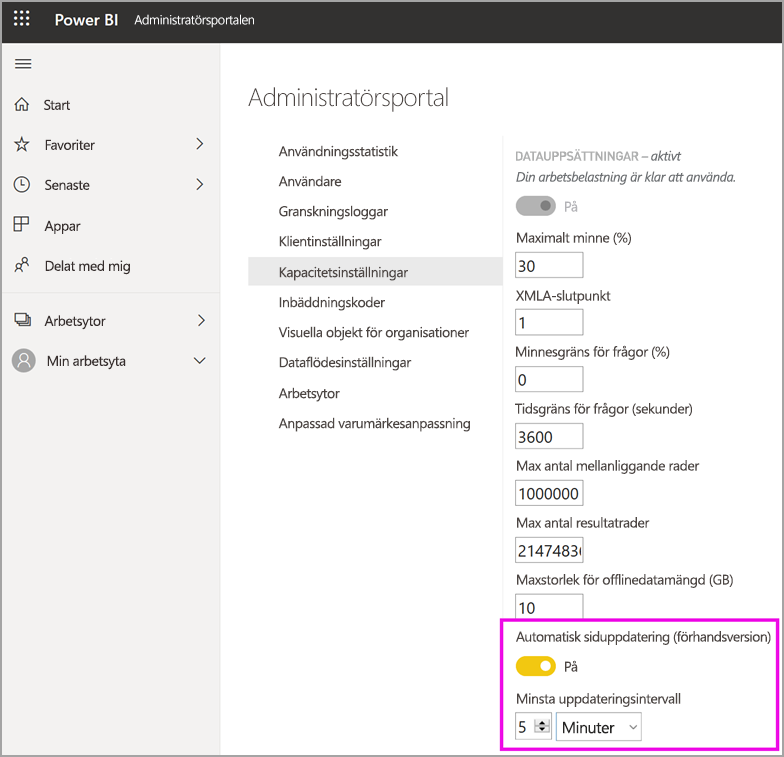 Power BI Administratörsportalen
Start
Favoriter
Senaste
Appar
Delat med mig
Arbetsytor
Min arbetsyta
Administratörsportal
Användningsstatistik
Användare
Granskningsloggar
Klientinställningar
Kapacitetsinställningar
Inbäddningskoder
Visuella objekt för organisationer
Dataflödesinställningar
Arbetsytor
Anpassad varumärkesanpassning
DATAUPPSÄTTNINGAR – aktivt
Din arbetsbelastning är klar att använda.
På
Maximalt minne (%)
30
XMLA-slutpunkt
1
Minnesgräns för frågor (%)
0
Tidsgräns för frågor (sekunder)
3600
Max antal mellanliggande rader
1000000
Max antal resultatrader
2147483
Maxstorlek för offlinedatamängd (GB)
10
Automatisk siduppdatering (förhandsversion)
På
Minsta uppdateringsintervall
5 Minuter